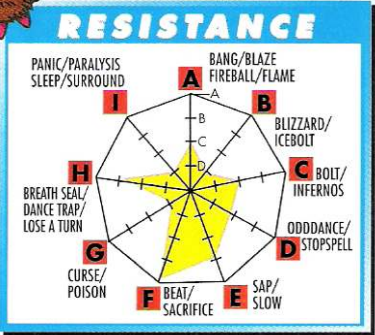 RESISTANCE
A
BANG/BLAZE
FIREBALL/FLAME
B
BLIZZARD/
ICEBOLT
C
BOLT/
INFERNOS
D
ODDDANCE/
STOPSPELL
E
SAP/
SLOW
F
BEAT/
SACRIFICE
G
CURSE/
POISON
H
BREATH SEAL/
DANCE TRAP/
LOSE A TURN
I
PANIC/PARALYSIS
SLEEP/SURROUND
A
B
C
D